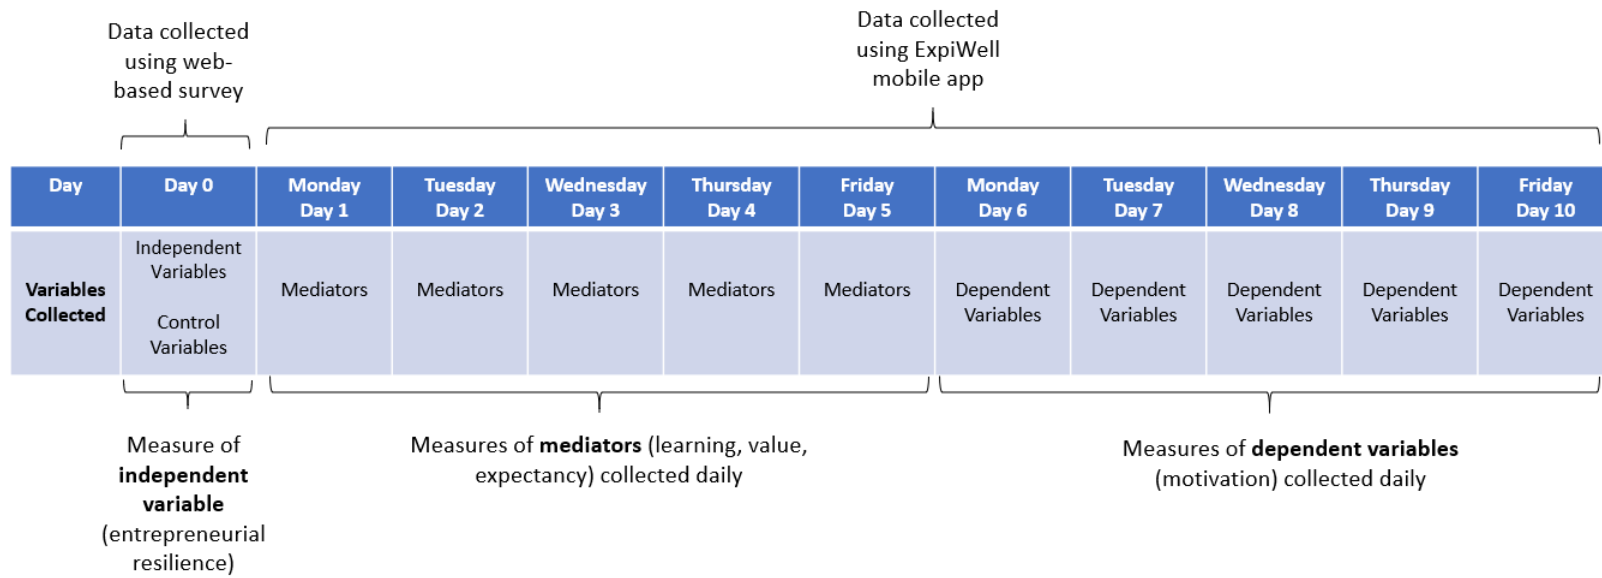 Data collected
using web-
based survey
Data collected
using ExpiWell
mobile app
Day
Day 0
Monday
Day 1
Tuesday
Day 2
Wednesday
Day 3
Thursday
Day 4
Friday
Day 5
Monday
Day 6
Tuesday
Day 7
Wednesday
Day 8
Thursday
Day 9
Friday
Day 10
Variables
Collected
Independent
Variables
Control
Variables
Mediators
Mediators
Mediators
Mediators
Mediators
Dependent
Variables
Dependent
Variables
Dependent
Variables
Dependent
Variables
Dependent
Variables
Measure of
independent
variable
(entrepreneurial
resilience)
Measures of mediators (learning, value,
expectancy) collected daily
Measures of dependent variables
(motivation) collected daily